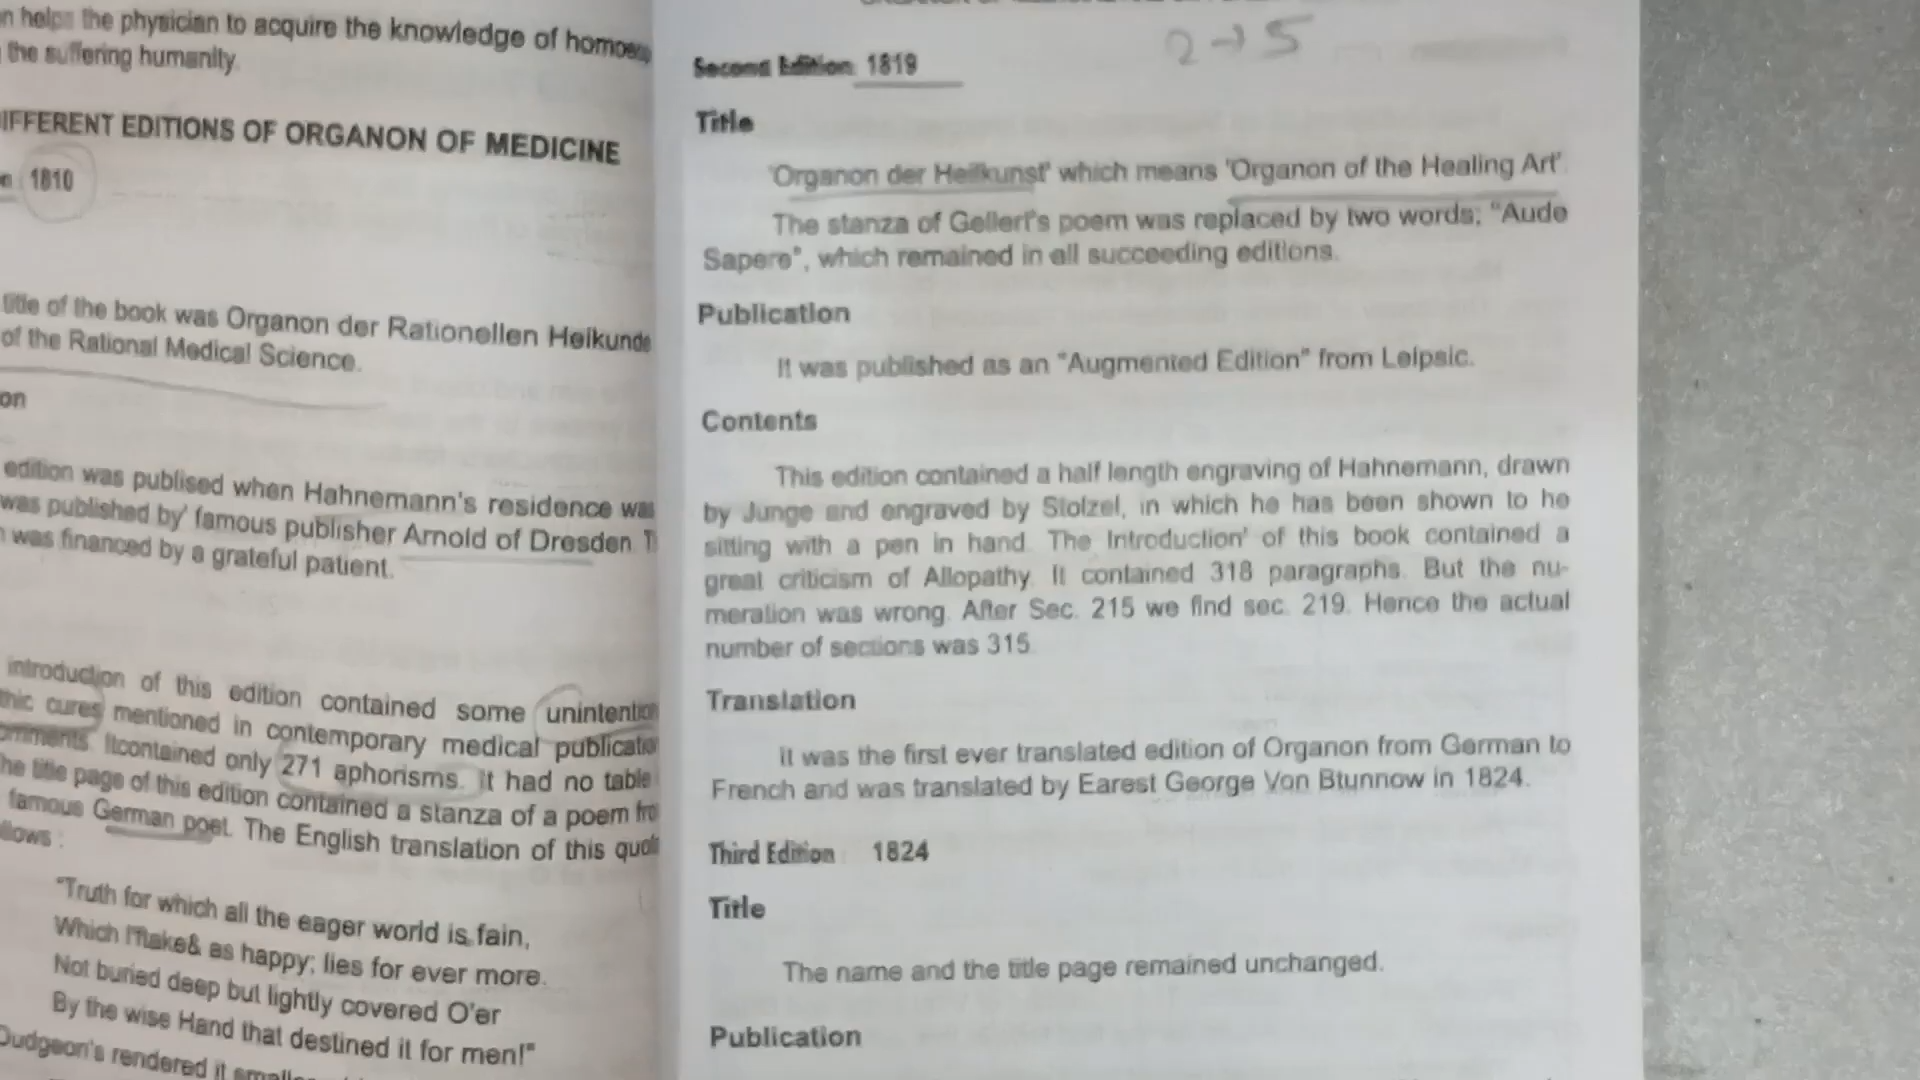 helps the physician to acquire the knowledge of
the suffering humanity.
IFFERENT EDITIONS OF ORGANON OF MEDICINE
1810
title of the book was Organon der Rationellen Heikunde
of the Rational Medical Science.
on
edition was publised when Hahnemann's residence was
was published by' famous publisher Arnold of Dresden. T
was financed by a grateful patient.
introduction of this edition contained some unintention
thic cures mentioned in contemporary medical publicatio
omments. Itcontained only 271 aphorisms. it had no table
he title page of this edition contained a stanza of a poem fro
famous German poet. The English translation of this quot
llows :
"Truth for which all the eager world is fain,
Which as happy; lies for ever more.
Not buried deep but lightly covered O'er
By the wise Hand that destined it for men!"
Dudgeon's rendered it
2→5
Second Edition 1819
Title
'Organon der Heilkunst' which means 'Organon of the Healing Art'.
The stanza of Gellert's poem was replaced by two words; "Aude
Sapere", which remained in all succeeding editions.
Publication
It was published as an "Augmented Edition" from Leipsic.
Contents
This edition contained a half length engraving of Hahnemann, drawn
by Junge and engraved by Stolzel, in which he has been shown to he
sitting with a pen in hand. The Introduction' of this book contained a
great criticism of Allopathy. It contained 318 paragraphs. But the nu-
meralion was wrong. After Sec. 215 we find sec. 219. Hence the actual
number of sections was 315.
Translation
it was the first ever translated edition of Organon from German to
French and was translated by Earest George Von Btunnow in 1824.
Third Edition 1824
Title
The name and the title page remained unchanged.
Publication